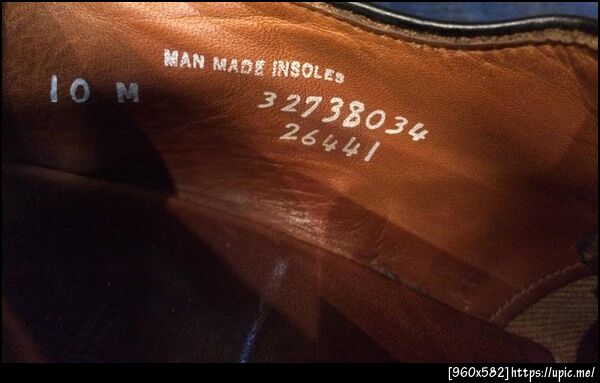 MAN MADE INSOLES
10 M
32738034
26441
[960x582]https://upic.me/